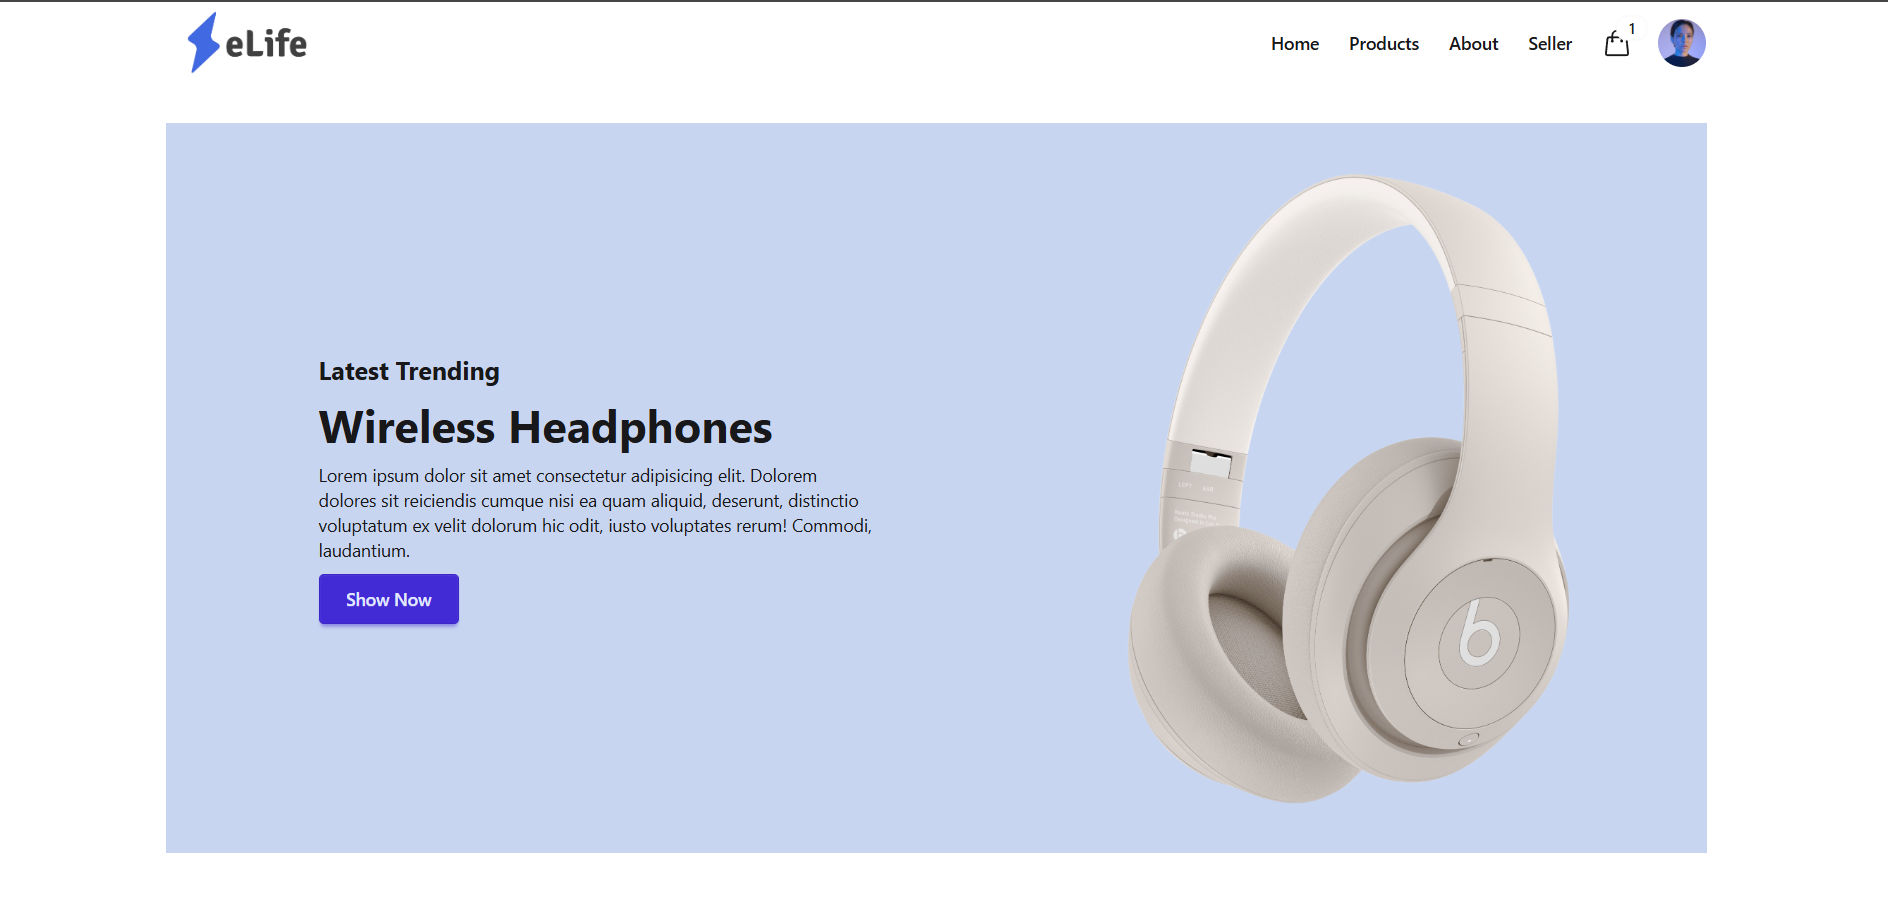 eLife
Home Products About Seller 1
Latest Trending
Wireless Headphones
Lorem ipsum dolor sit amet consectetur adipisicing elit. Dolorem
dolores sit reiciendis cumque nisi ea quam aliquid, deserunt, distinctio
voluptatum ex velit dolorum hic odit, iusto voluptates rerum! Commodi,
laudantium.
Show Now
LEFT
b